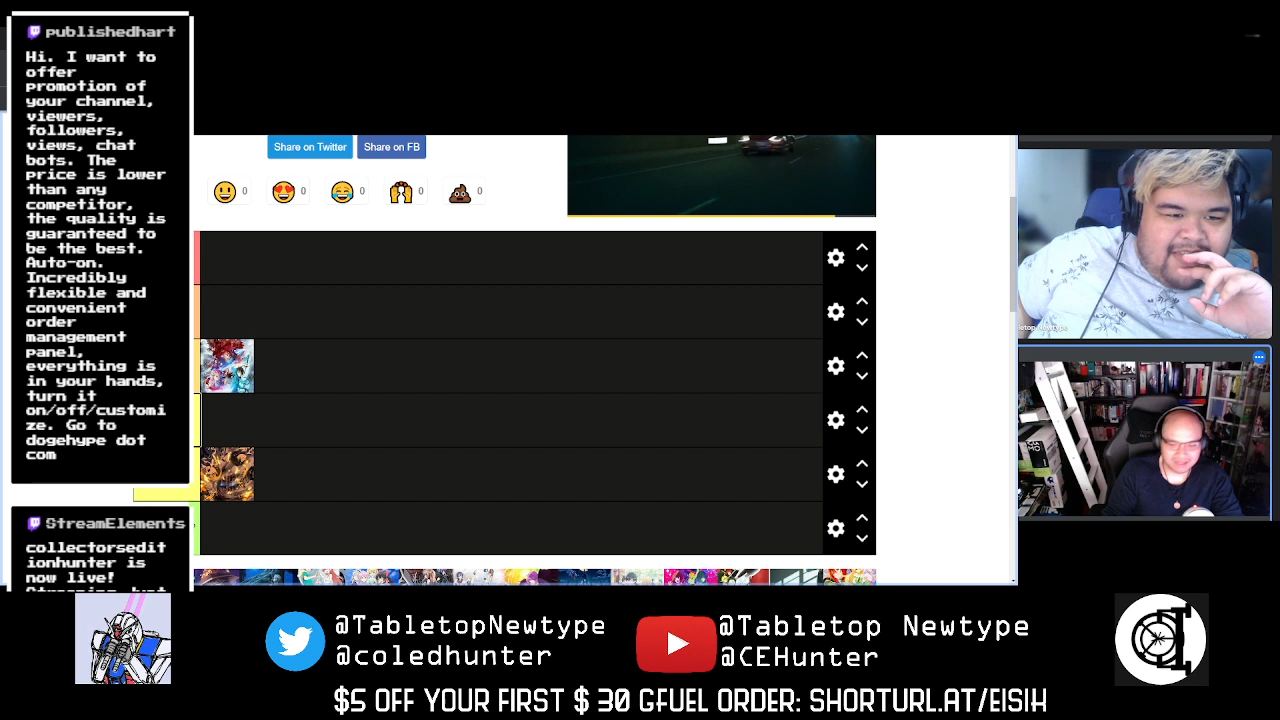 publishedhart
Hi. I want to
offer
promotion of
your channel,
viewers,
followers,
views, chat
bots. The
price is lower
than any
competitor,
the quality is
guaranteed to
be the best.
Auto-on.
Incredibly
flexible and
convenient
order
management
panel,
everything is
in your hands,
turn it
on/off/customi
ze. Go to
dogehype dot
com
StreamElements
collectorsedit
ionhunter is
now live!
Share on Twitter
Share on FB
0
0
0
0
0
@TabletopNewtype
@coledhunter
@Tabletop Newtype
@CEHunter
$5 OFF YOUR FIRST $ 30 GFUEL ORDER: SHORTURL.AT/EISIH